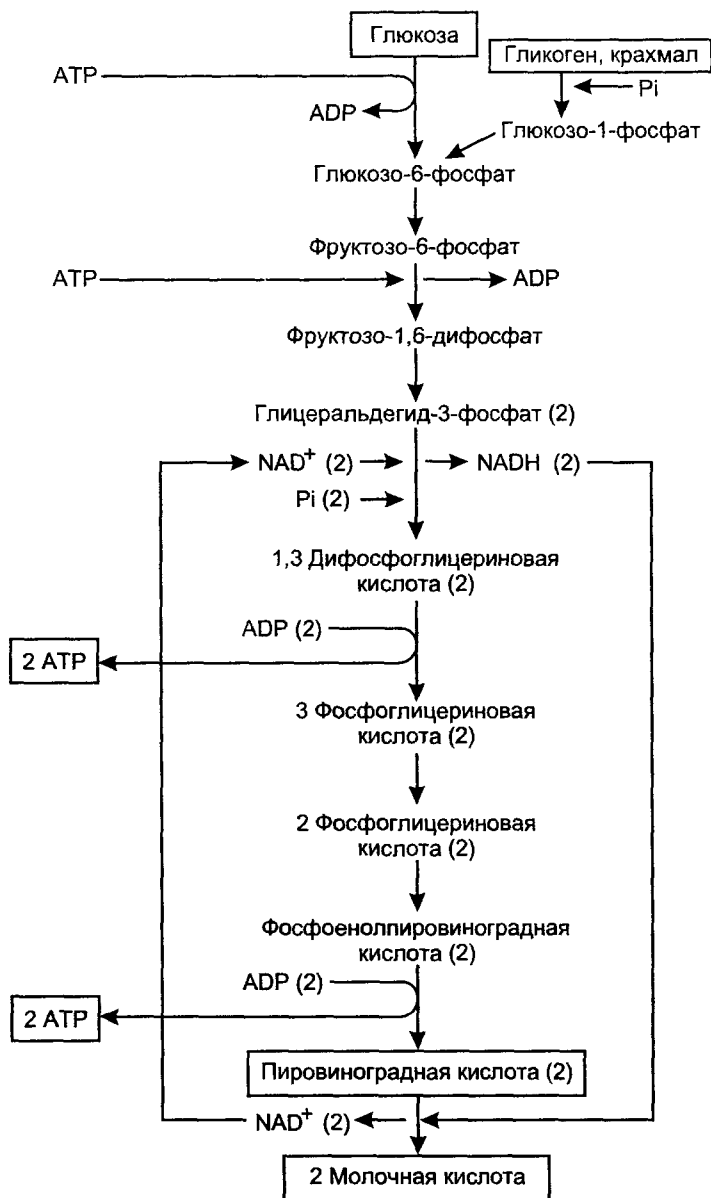 Глюкоза
Гликоген, крахмал
ATP
Pi
ADP
Глюкозо-1-фосфат
Глюкозо-6-фосфат
Фруктозо-6-фосфат
ATP
ADP
Фруктозо-1,6-дифосфат
Глицеральдегид-3-фосфат (2)
NAD⁺ (2)
NADH (2)
Pi (2)
1,3 Дифосфоглицериновая
кислота (2)
ADP (2)
2 ATP
3 Фосфоглицериновая
кислота (2)
2 Фосфоглицериновая
кислота (2)
Фосфоенолпировиноградная
кислота (2)
ADP (2)
2 ATP
Пировиноградная кислота (2)
NAD⁺ (2)
2 Молочная кислота